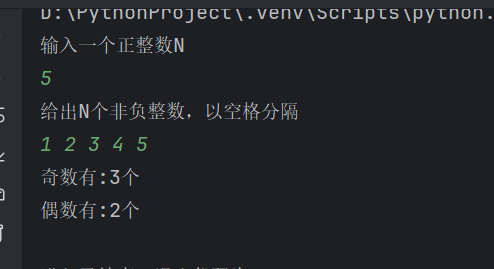 D:\PythonProject\.venv\Scripts\python.
输入一个正整数N
5
给出N个非负整数，以空格分隔
1 2 3 4 5
奇数有:3个
偶数有:2个